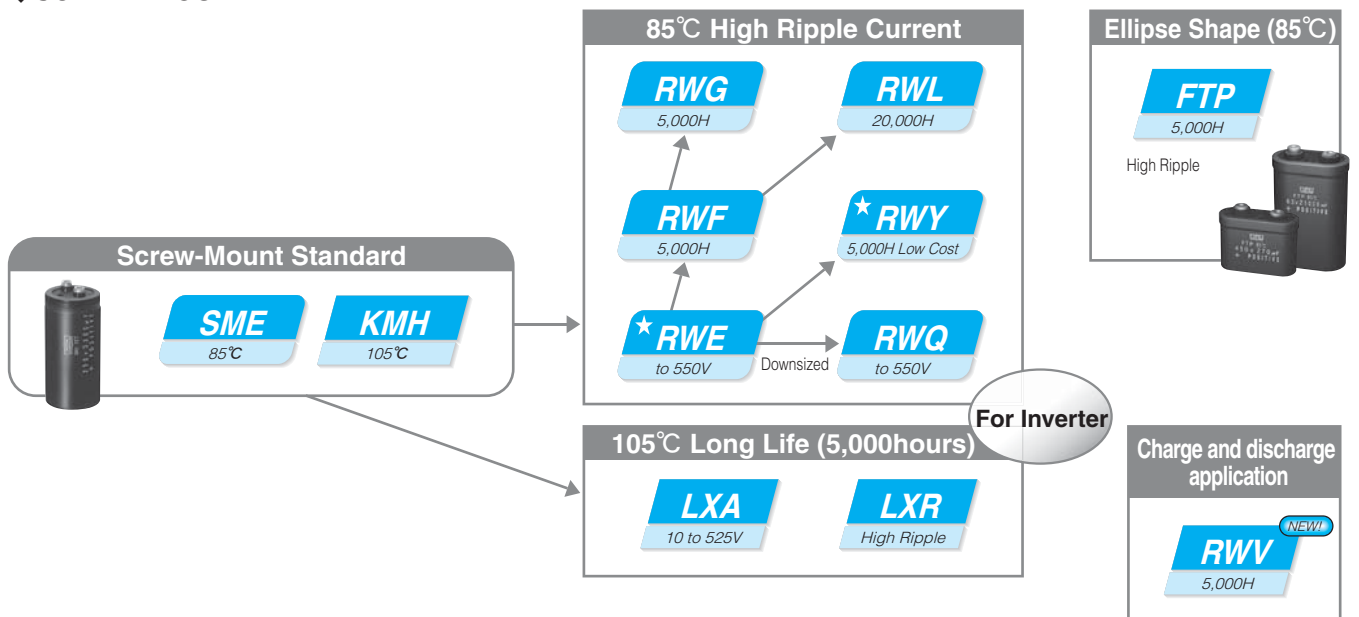 85℃ High Ripple Current
RWG
5,000H
RWL
20,000H
RWF
5,000H
★ RWY
5,000H Low Cost
★ RWE
to 550V
Downsized
RWQ
to 550V
Ellipse Shape (85℃)
FTP
5,000H
High Ripple
Screw-Mount Standard
SME
85℃
KMH
105℃
For Inverter
105℃ Long Life (5,000hours)
LXA
10 to 525V
LXR
High Ripple
Charge and discharge
application
NEW!
RWV
5,000H